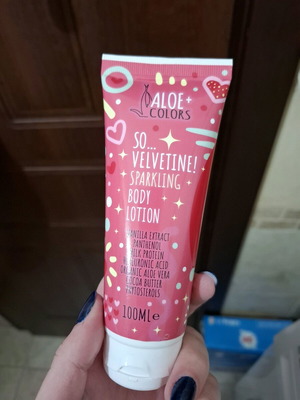 ALOE+
COLORS
SO...
VELVETINE!
SPARKLING
BODY
LOTION
VANILLA EXTRACT
PANTHENOL
MILK PROTEIN
HYALURONIC ACID
ORGANIC ALOE VERA
COCOA BUTTER
PHYTOSTEROLS
100ML℮